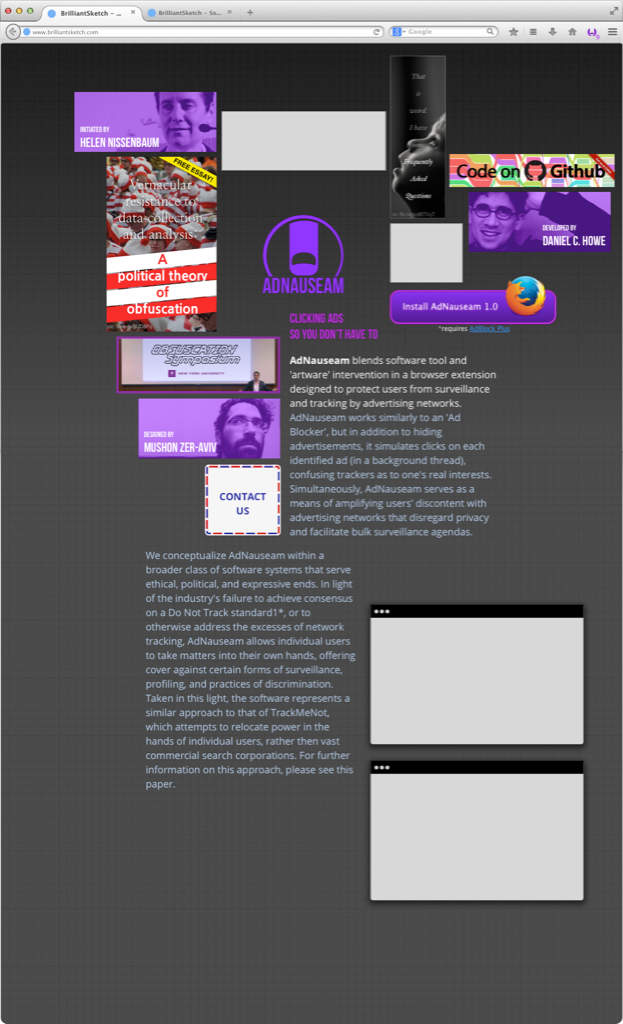 BrilliantSketch – ...
BrilliantSketch – So...
www.brilliantsketch.com
Google
INITIATED BY
HELEN NISSENBAUM
That
is
a
word
I have
Frequently
Asked
Questions
FREE ESSAY!
Vernacular
resistance to
data collection
and analysis:
A
political theory
of
obfuscation
Code on Github
DEVELOPED BY
DANIEL C. HOWE
ADNAUSEAM
Install AdNauseam 1.0
*requires AdBlock Plus
CLICKING ADS
SO YOU DON'T HAVE TO
OBFUSCATION
Symposium
NEW YORK UNIVERSITY
DESIGNED BY
MUSHON ZER-AVIV
CONTACT
US
AdNauseam blends software tool and
'artware' intervention in a browser extension
designed to protect users from surveillance
and tracking by advertising networks.
AdNauseam works similarly to an 'Ad
Blocker', but in addition to hiding
advertisements, it simulates clicks on each
identified ad (in a background thread),
confusing trackers as to one's real interests.
Simultaneously, AdNauseam serves as a
means of amplifying users' discontent with
advertising networks that disregard privacy
and facilitate bulk surveillance agendas.
We conceptualize AdNauseam within a
broader class of software systems that serve
ethical, political, and expressive ends. In light
of the industry's failure to achieve consensus
on a Do Not Track standard1*, or to
otherwise address the excesses of network
tracking, AdNauseam allows individual users
to take matters into their own hands, offering
cover against certain forms of surveillance,
profiling, and practices of discrimination.
Taken in this light, the software represents a
similar approach to that of TrackMeNot,
which attempts to relocate power in the
hands of individual users, rather then vast
commercial search corporations. For further
information on this approach, please see this
paper.